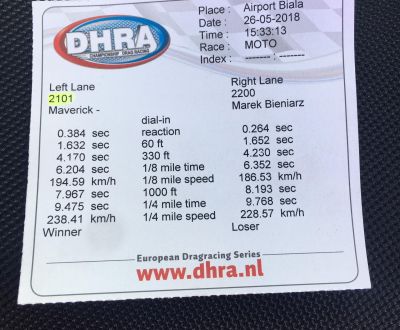 DHRA
CHAMPIONSHIP DRAG RACING
Place : Airport Biala
Date : 26-05-2018
Time : 15:33:13
Race : MOTO
Index : ------- : -------
Left Lane Right Lane
2101 2200
Maverick - Marek Bieniarz
dial-in
0.384 sec reaction 0.264 sec
1.632 sec 60 ft 1.652 sec
4.170 sec 330 ft 4.230 sec
6.204 sec 1/8 mile time 6.352 sec
194.59 km/h 1/8 mile speed 186.53 km/h
7.967 sec 1000 ft 8.193 sec
9.475 sec 1/4 mile time 9.768 sec
238.41 km/h 1/4 mile speed 228.57 km/h
Winner Loser
European Dragracing Series
www.dhra.nl